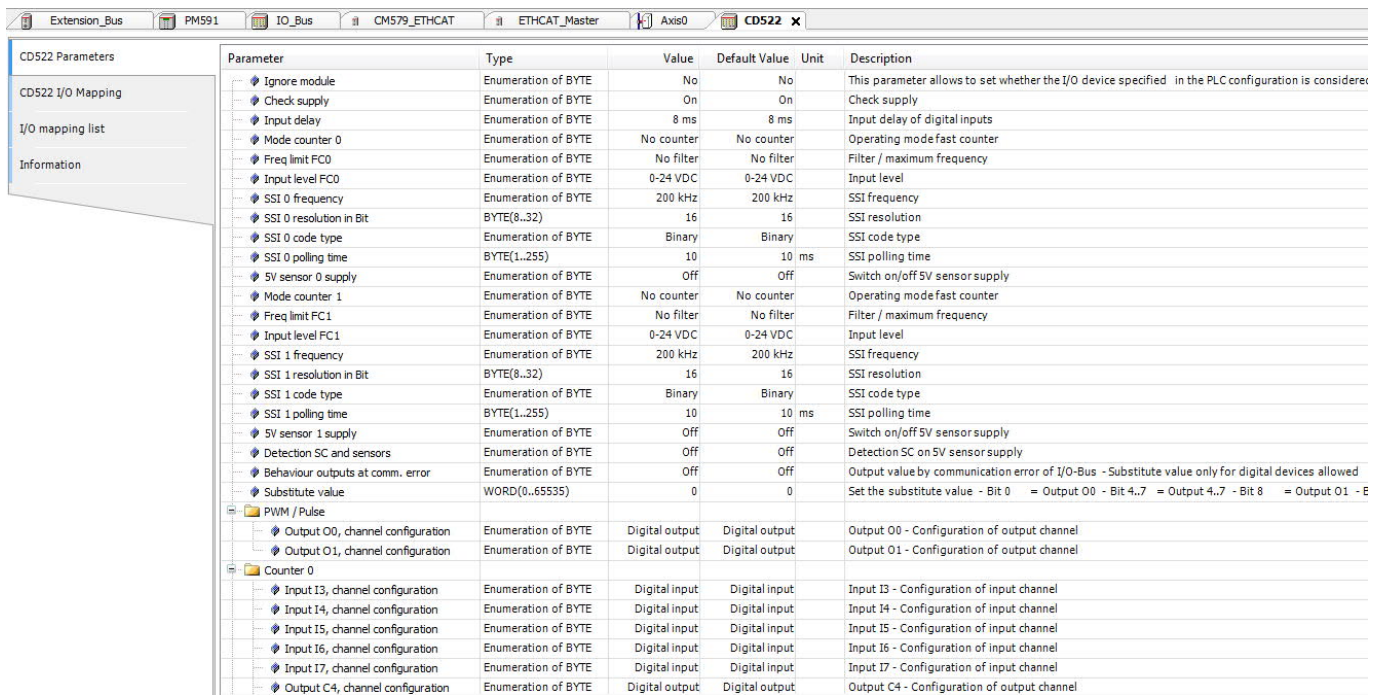 Extension_Bus PM591 IO_Bus CM579_ETHCAT ETHCAT_Master Axis0 CD522 X
CD522 Parameters
CD522 I/O Mapping
I/O mapping list
Information
Parameter Type Value Default Value Unit Description
Ignore module Enumeration of BYTE No No This parameter allows to set whether the I/O device specified in the PLC configuration is considered
Check supply Enumeration of BYTE On On Check supply
Input delay Enumeration of BYTE 8 ms 8 ms Input delay of digital inputs
Mode counter 0 Enumeration of BYTE No counter No counter Operating mode fast counter
Freq limit FC0 Enumeration of BYTE No filter No filter Filter / maximum frequency
Input level FC0 Enumeration of BYTE 0-24 VDC 0-24 VDC Input level
SSI 0 frequency Enumeration of BYTE 200 kHz 200 kHz SSI frequency
SSI 0 resolution in Bit BYTE(8..32) 16 16 SSI resolution
SSI 0 code type Enumeration of BYTE Binary Binary SSI code type
SSI 0 polling time BYTE(1..255) 10 10 ms SSI polling time
5V sensor 0 supply Enumeration of BYTE Off Off Switch on/off 5V sensor supply
Mode counter 1 Enumeration of BYTE No counter No counter Operating mode fast counter
Freq limit FC1 Enumeration of BYTE No filter No filter Filter / maximum frequency
Input level FC1 Enumeration of BYTE 0-24 VDC 0-24 VDC Input level
SSI 1 frequency Enumeration of BYTE 200 kHz 200 kHz SSI frequency
SSI 1 resolution in Bit BYTE(8..32) 16 16 SSI resolution
SSI 1 code type Enumeration of BYTE Binary Binary SSI code type
SSI 1 polling time BYTE(1..255) 10 10 ms SSI polling time
5V sensor 1 supply Enumeration of BYTE Off Off Switch on/off 5V sensor supply
Detection SC and sensors Enumeration of BYTE Off Off Detection SC on 5V sensor supply
Behaviour outputs at comm. error Enumeration of BYTE Off Off Output value by communication error of I/O-Bus - Substitute value only for digital devices allowed
Substitute value WORD(0..65535) 0 0 Set the substitute value - Bit 0 = Output O0 - Bit 4..7 = Output 4..7 - Bit 8 = Output O1 -
PWM / Pulse
Output O0, channel configuration Enumeration of BYTE Digital output Digital output Output O0 - Configuration of output channel
Output O1, channel configuration Enumeration of BYTE Digital output Digital output Output O1 - Configuration of output channel
Counter 0
Input I3, channel configuration Enumeration of BYTE Digital input Digital input Input I3 - Configuration of input channel
Input I4, channel configuration Enumeration of BYTE Digital input Digital input Input I4 - Configuration of input channel
Input I5, channel configuration Enumeration of BYTE Digital input Digital input Input I5 - Configuration of input channel
Input I6, channel configuration Enumeration of BYTE Digital input Digital input Input I6 - Configuration of input channel
Input I7, channel configuration Enumeration of BYTE Digital input Digital input Input I7 - Configuration of input channel
Output C4, channel configuration Enumeration of BYTE Digital output Digital output Output C4 - Configuration of output channel